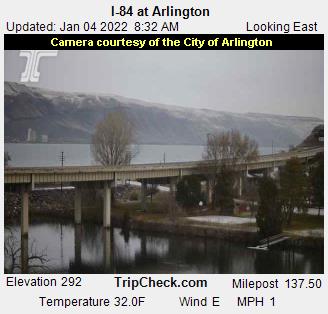 I-84 at Arlington
Updated: Jan 04 2022 8:32 AM Looking East
Camera courtesy of the City of Arlington
Elevation 292 TripCheck.com Milepost 137.50
Temperature 32.0F Wind E MPH 1